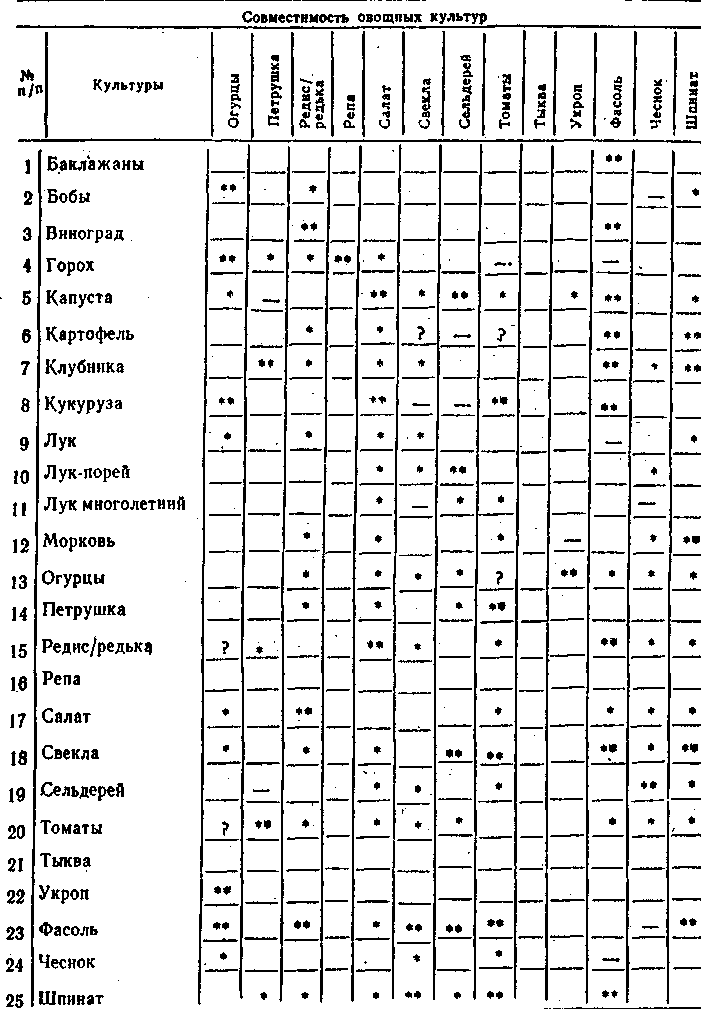 Совместимость овощных культур
№ п/п Культуры Огурцы Петрушка Редис/редька Репа Салат Свекла Сельдерей Томаты Тыква Укроп Фасоль Чеснок Шпинат
1 Баклажаны **
2 Бобы ** * — *
3 Виноград ** **
4 Горох ** * * ** * — —
5 Капуста * — ** * ** * * ** *
6 Картофель * * ? — ? ** **
7 Клубника ** * * * ** * **
8 Кукуруза ** ** — — ** **
9 Лук * * * * — *
10 Лук-порей * * ** *
11 Лук многолетний * — * * —
12 Морковь * * * — * **
13 Огурцы * * * * ? ** * * *
14 Петрушка * * * **
15 Редис/редька ? * ** * * ** * *
16 Репа
17 Салат * ** * * * *
18 Свекла * * * ** ** ** * **
19 Сельдерей — * * * ** *
20 Томаты ? ** * * * * * * *
21 Тыква
22 Укроп **
23 Фасоль ** ** * ** ** ** — **
24 Чеснок * * * —
25 Шпинат * * * ** * ** **